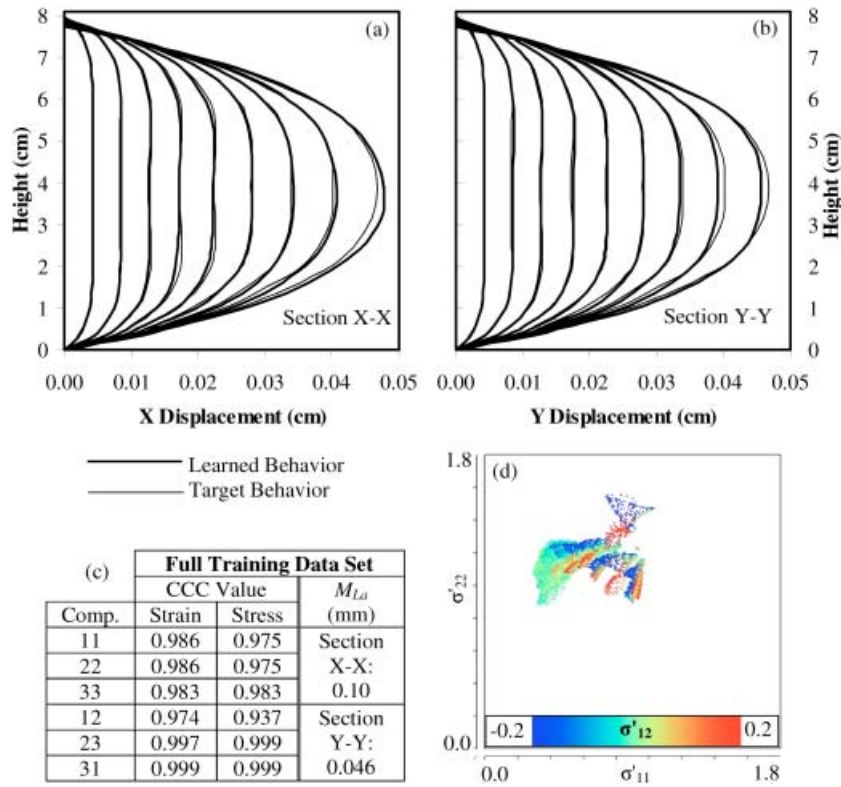 8
7
6
5
4
3
2
1
0
Height (cm)
(a)
Section X-X
0.00 0.01 0.02 0.03 0.04 0.05
X Displacement (cm)
(b)
Section Y-Y
8
7
6
5
4
3
2
1
0
Height (cm)
0.00 0.01 0.02 0.03 0.04 0.05
Y Displacement (cm)
Learned Behavior
Target Behavior
(c) Full Training Data Set
CCC Value M_La
Comp. Strain Stress (mm)
11 0.986 0.975 Section
22 0.986 0.975 X-X:
33 0.983 0.983 0.10
12 0.974 0.937 Section
23 0.997 0.999 Y-Y:
31 0.999 0.999 0.046
1.8
(d)
σ'22
-0.2 σ'12 0.2
0.0
0.0 σ'11 1.8